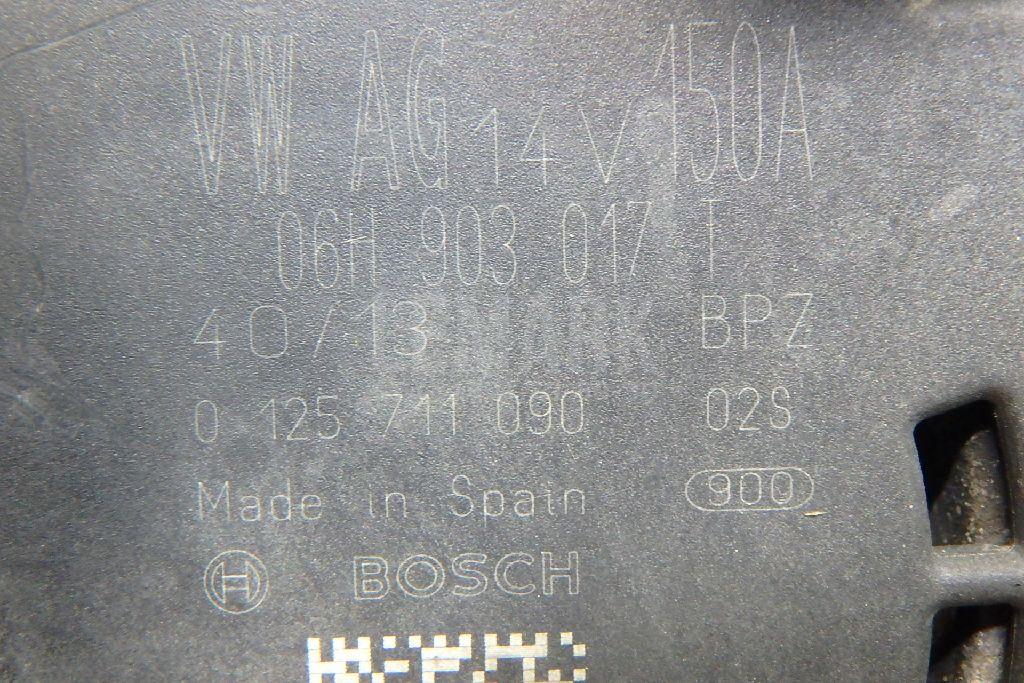 VW AG 14V 150A
06H 903 017 T
40/13 BPZ
0 125 711 090 02S
Made in Spain 900
H BOSCH